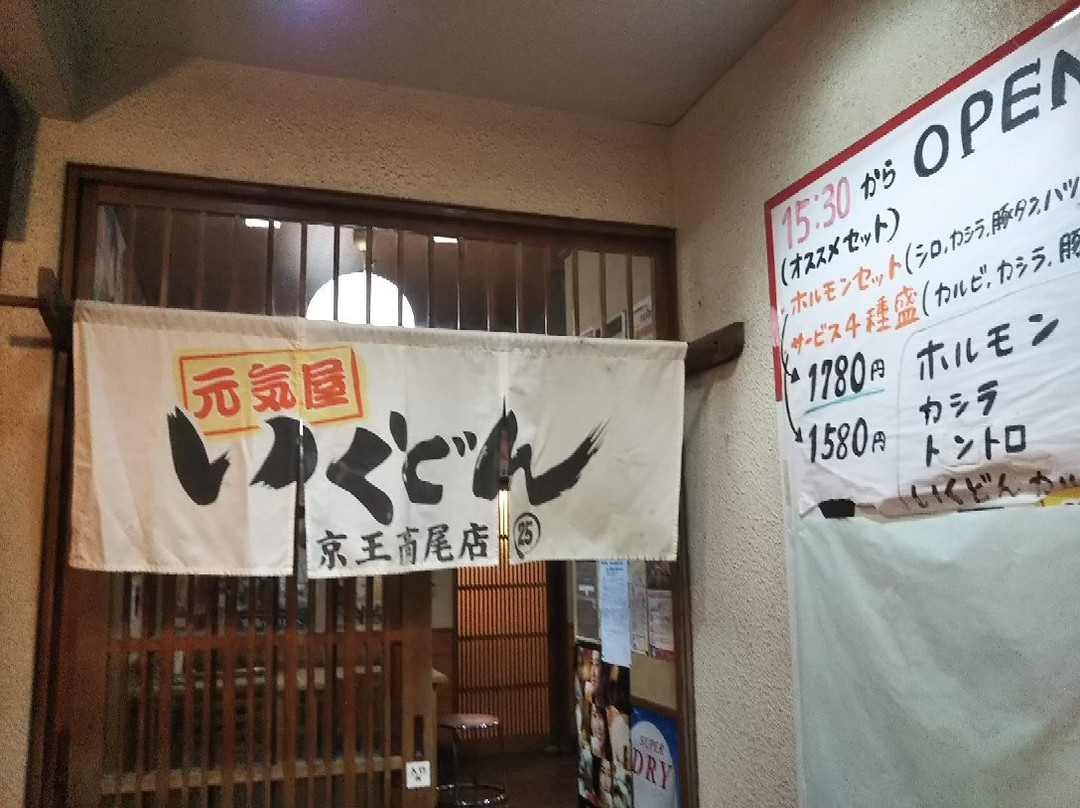 元気屋
いくどん
京王高尾店 25
15:30 から OPEN
(オススメセット)
ホルモンセット(シロ,カシラ,豚タン,ハツ
サービス4種盛(カルビ,カシラ,豚
1780円
1580円
ホルモン
カシラ
トントロ
いくどん
SUPER
DRY